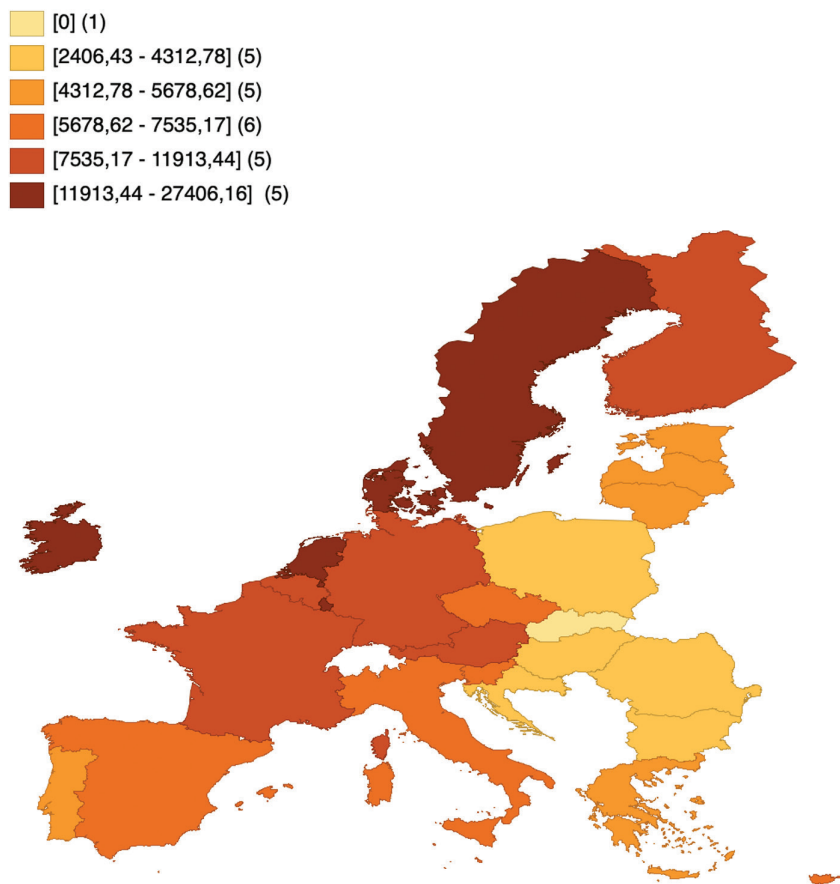 [0] (1)
[2406,43 - 4312,78] (5)
[4312,78 - 5678,62] (5)
[5678,62 - 7535,17] (6)
[7535,17 - 11913,44] (5)
[11913,44 - 27406,16] (5)